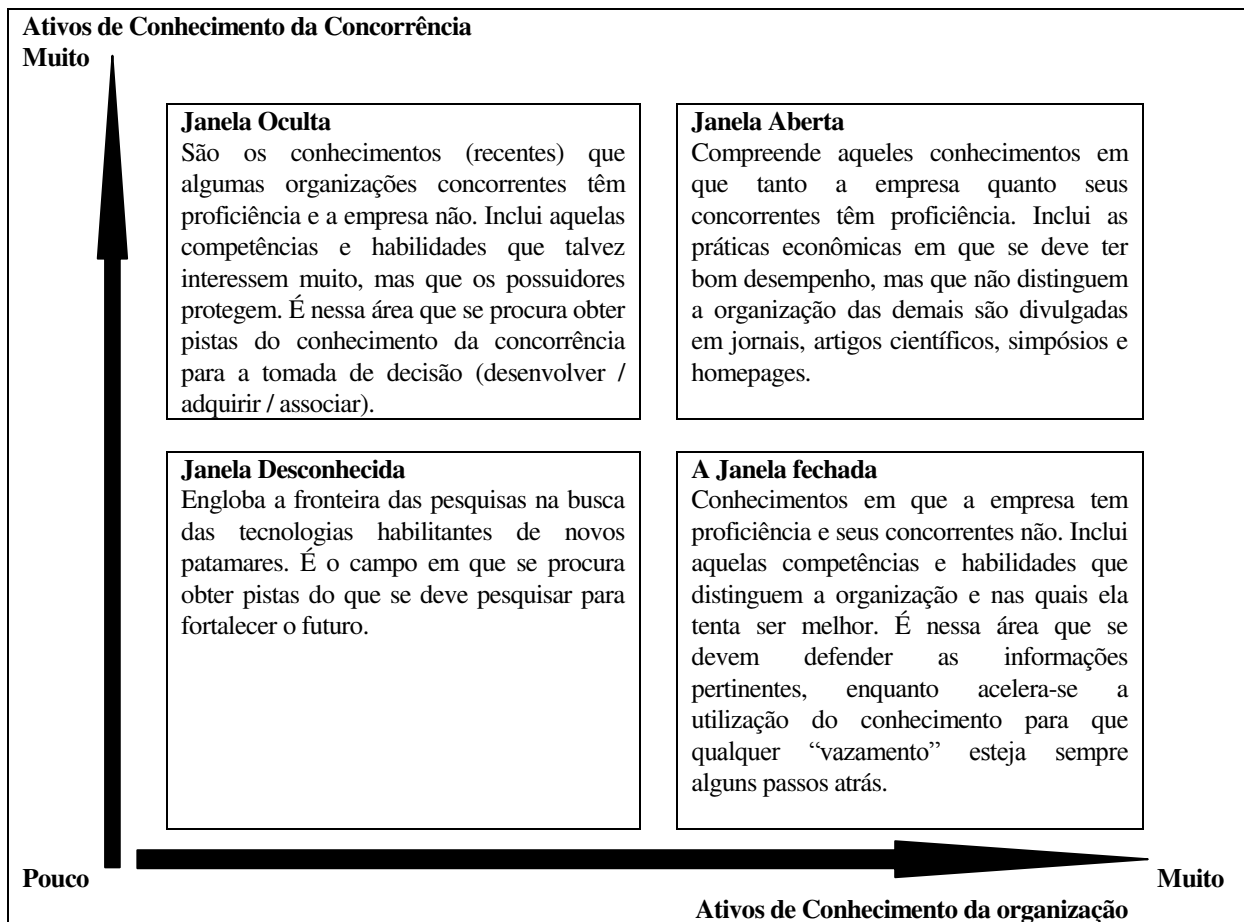 Ativos de Conhecimento da Concorrência
Muito
Janela Oculta
São os conhecimentos (recentes) que
algumas organizações concorrentes têm
proficiência e a empresa não. Inclui aquelas
competências e habilidades que talvez
interessem muito, mas que os possuidores
protegem. É nessa área que se procura obter
pistas do conhecimento da concorrência
para a tomada de decisão (desenvolver /
adquirir / associar).
Janela Aberta
Compreende aqueles conhecimentos em
que tanto a empresa quanto seus
concorrentes têm proficiência. Inclui as
práticas econômicas em que se deve ter
bom desempenho, mas que não distinguem
a organização das demais são divulgadas
em jornais, artigos científicos, simpósios e
homepages.
Janela Desconhecida
Engloba a fronteira das pesquisas na busca
das tecnologias habilitantes de novos
patamares. É o campo em que se procura
obter pistas do que se deve pesquisar para
fortalecer o futuro.
A Janela fechada
Conhecimentos em que a empresa tem
proficiência e seus concorrentes não. Inclui
aquelas competências e habilidades que
distinguem a organização e nas quais ela
tenta ser melhor. É nessa área que se
devem defender as informações
pertinentes, enquanto acelera-se a
utilização do conhecimento para que
qualquer “vazamento” esteja sempre
alguns passos atrás.
Pouco
Muito
Ativos de Conhecimento da organização